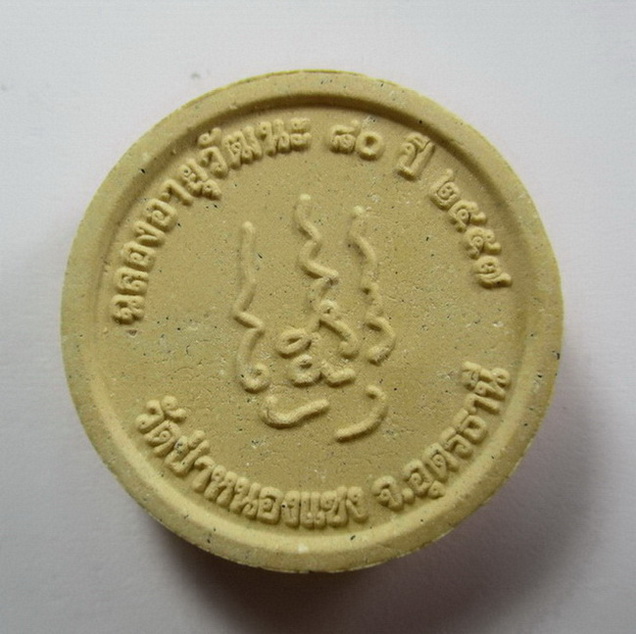 ฉลองอายุวัฒนะ ๘๐ ปี ๒๕๕๗
วัดป่าหนองแซง จ.อุดรธานี